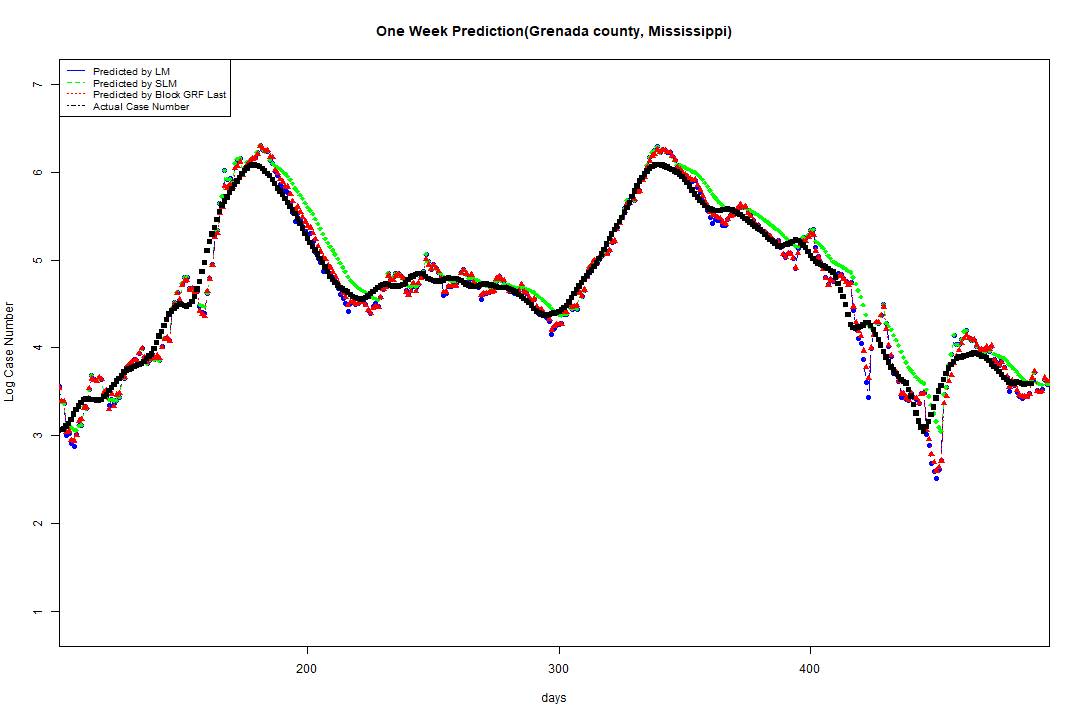 One Week Prediction(Grenada county, Mississippi)
Predicted by LM
Predicted by SLM
Predicted by Block GRF Last
Actual Case Number
7
6
5
4
3
2
1
Log Case Number
200 300 400
days